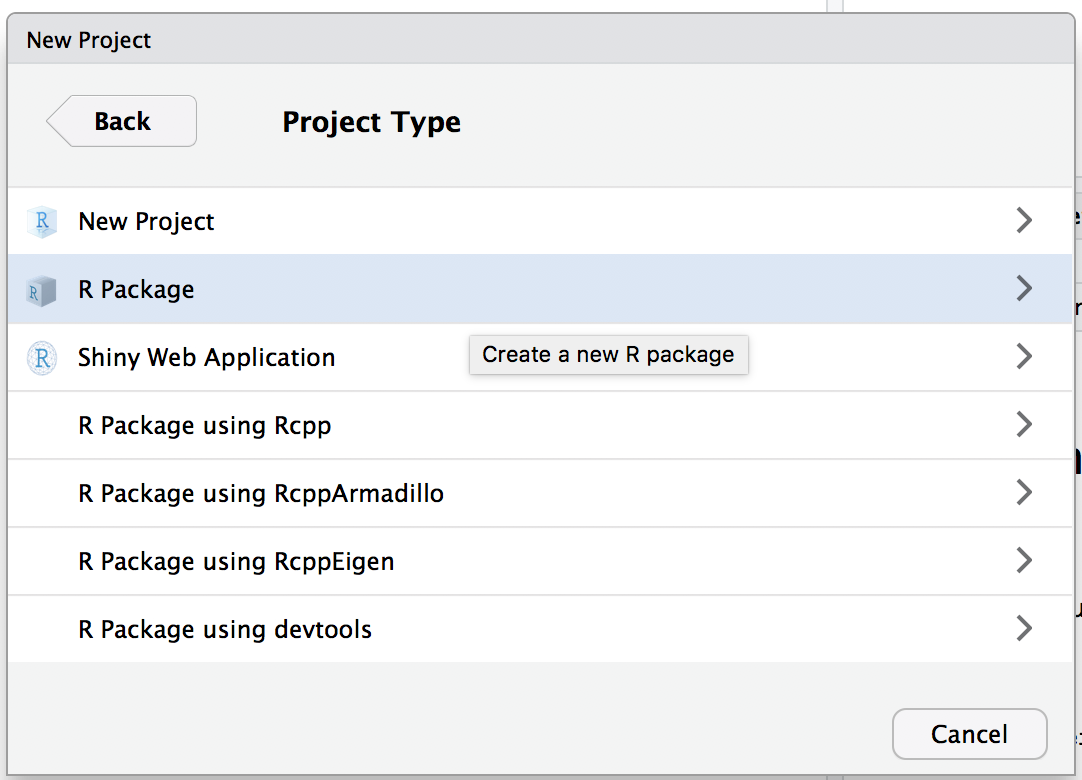 New Project
Back
Project Type
R New Project
R R Package
R Shiny Web Application
Create a new R package
R Package using Rcpp
R Package using RcppArmadillo
R Package using RcppEigen
R Package using devtools
Cancel